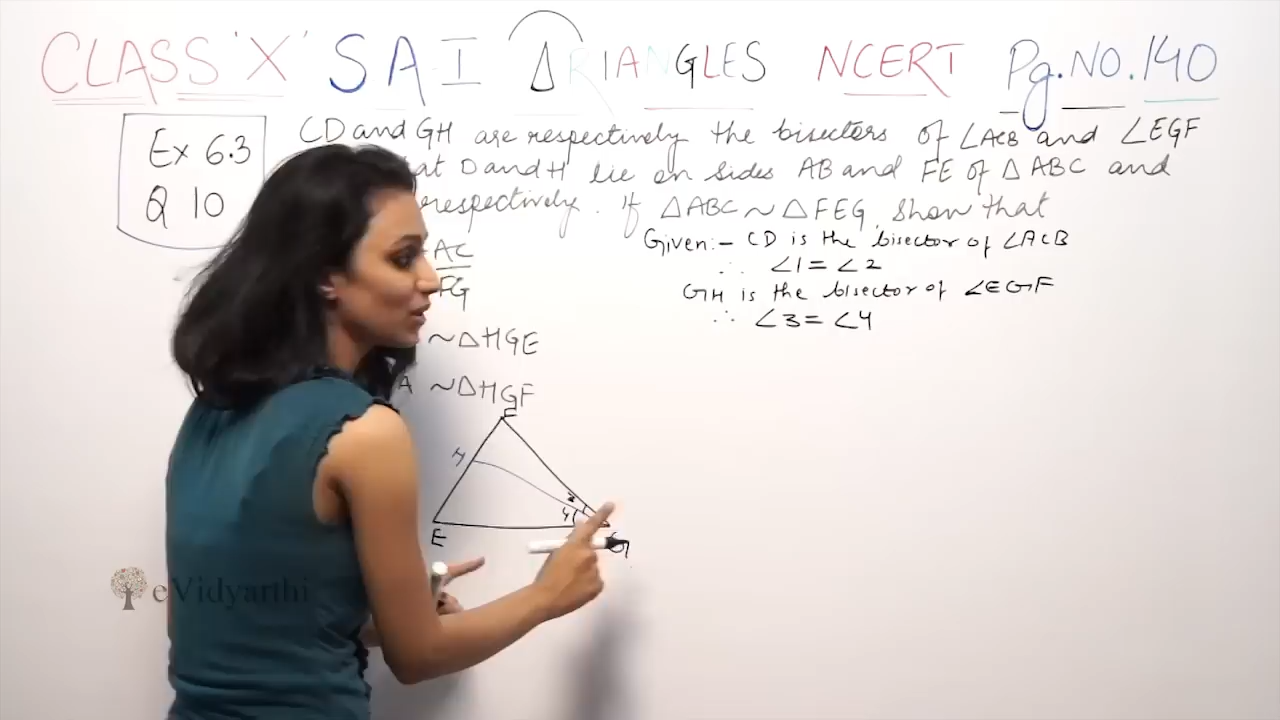 CLASS 'X' SA-I TRIANGLES NCERT Pg.NO.140
Ex 6.3
Q 10
CD and GH are respectively the bisectors of ∠ACB and ∠EGF
at D and H lie on sides AB and FE of △ABC and
respectively. If △ABC ~ △FEG, show that
AC
FG
~△HGE
A ~△HGF
Given:- CD is the bisector of ∠ACB
∴ ∠1 = ∠2
GH is the bisector of ∠EGF
∴ ∠3 = ∠4
F
H
4
E
G
eVidyarthi